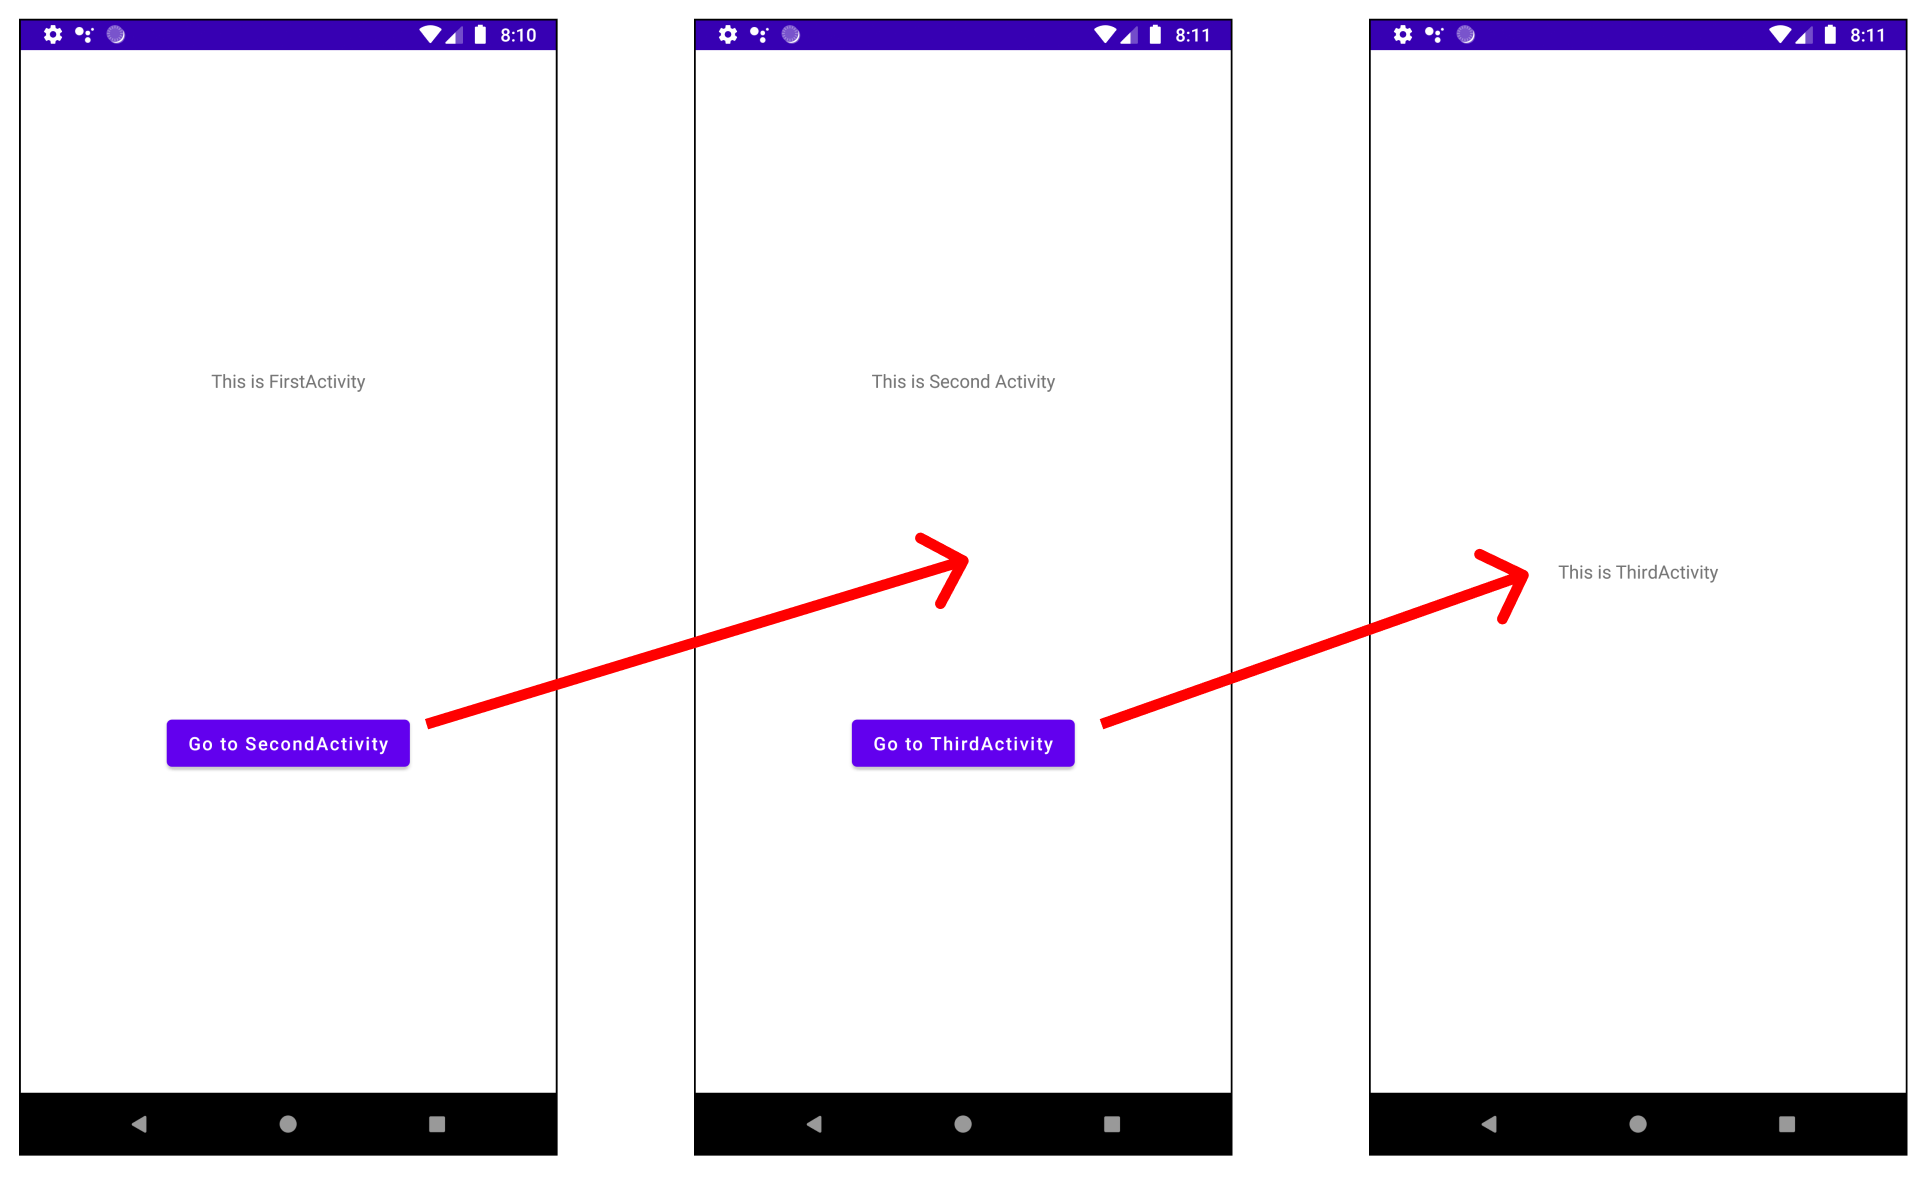 8:10
This is FirstActivity
Go to SecondActivity
8:11
This is Second Activity
Go to ThirdActivity
8:11
This is ThirdActivity